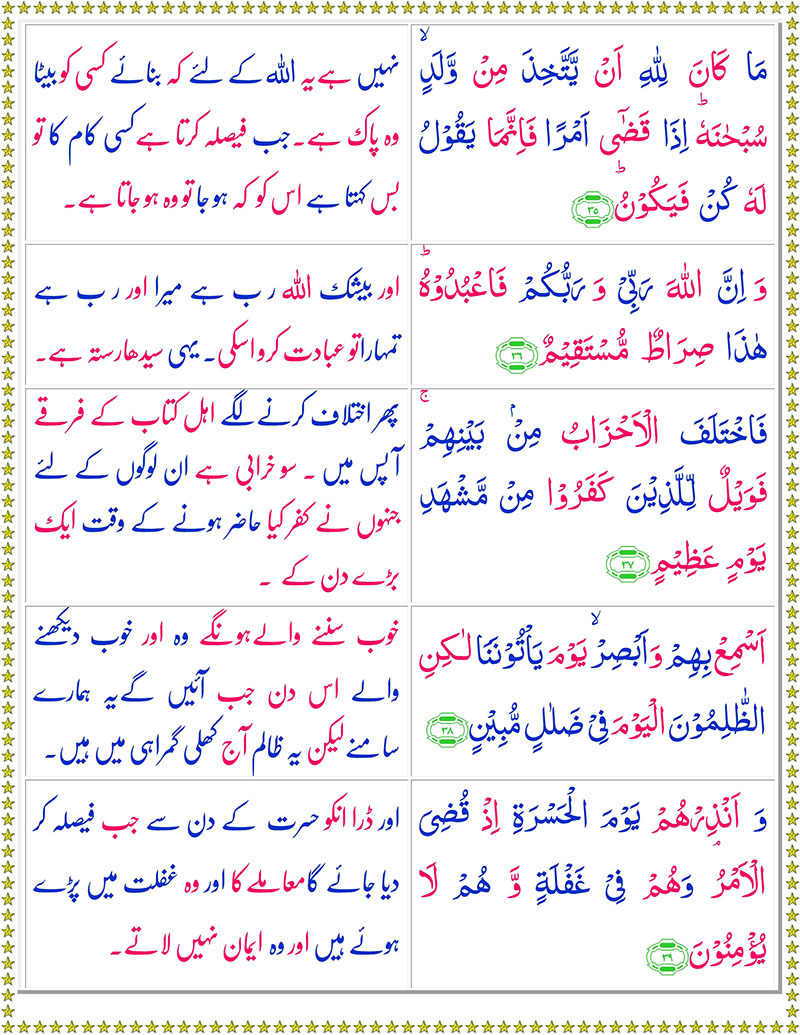 مَا كَانَ لِلّٰهِ اَنْ يَّتَّخِذَ مِنْ وَّلَدٍۙ
سُبْحٰنَهٗؕ اِذَا قَضٰۤى اَمْرًا فَاِنَّمَا يَقُوْلُ
لَهٗ كُنْ فَيَكُوْنُؕ ۳۵
نہیں ہے یہ اللہ کے لئے کہ بنائے کسی کو بیٹا
وہ پاک ہے۔ جب فیصلہ کرتا ہے کسی کام کا تو
بس کہتا ہے اس کو کہ ہو جا تو وہ ہو جاتا ہے۔
وَ اِنَّ اللهَ رَبِّيْ وَ رَبُّكُمْ فَاعْبُدُوْهُؕ
هٰذَا صِرَاطٌ مُّسْتَقِيْمٌ ۳۶
اور بیشک اللہ رب ہے میرا اور رب ہے
تمہارا تو عبادت کرو اسکی۔ یہی سیدھا رستہ ہے۔
فَاخْتَلَفَ الْاَحْزَابُ مِنْۢ بَيْنِهِمْۚ
فَوَيْلٌ لِّلَّذِيْنَ كَفَرُوْا مِنْ مَّشْهَدِ
يَوْمٍ عَظِيْمٍ ۳۷
پھر اختلاف کرنے لگے اھل کتاب کے فرقے
آپس میں ۔ سو خرابی ہے ان لوگوں کے لئے
جنہوں نے کفر کیا حاضر ہونے کے وقت ایک
بڑے دن کے ۔
اَسْمِعْ بِهِمْ وَاَبْصِرْۙ يَوْمَ يَاْتُوْنَنَا لٰكِنِ
الظّٰلِمُوْنَ الْيَوْمَ فِيْ ضَلٰلٍ مُّبِيْنٍ ۳۸
خوب سننے والے ہونگے وہ اور خوب دیکھنے
والے اس دن جب آئیں گے یہ ہمارے
سامنے لیکن یہ ظالم آج کھلی گمراہی میں ہیں۔
وَ اَنْذِرْهُمْ يَوْمَ الْحَسْرَةِ اِذْ قُضِيَ
الْاَمْرُۘ وَهُمْ فِيْ غَفْلَةٍ وَّ هُمْ لَا
يُؤْمِنُوْنَ ۳۹
اور ڈرا انکو حسرت کے دن سے جب فیصلہ کر
دیا جائے گا معاملے کا اور وہ غفلت میں پڑے
ہوئے ہیں اور وہ ایمان نہیں لاتے۔